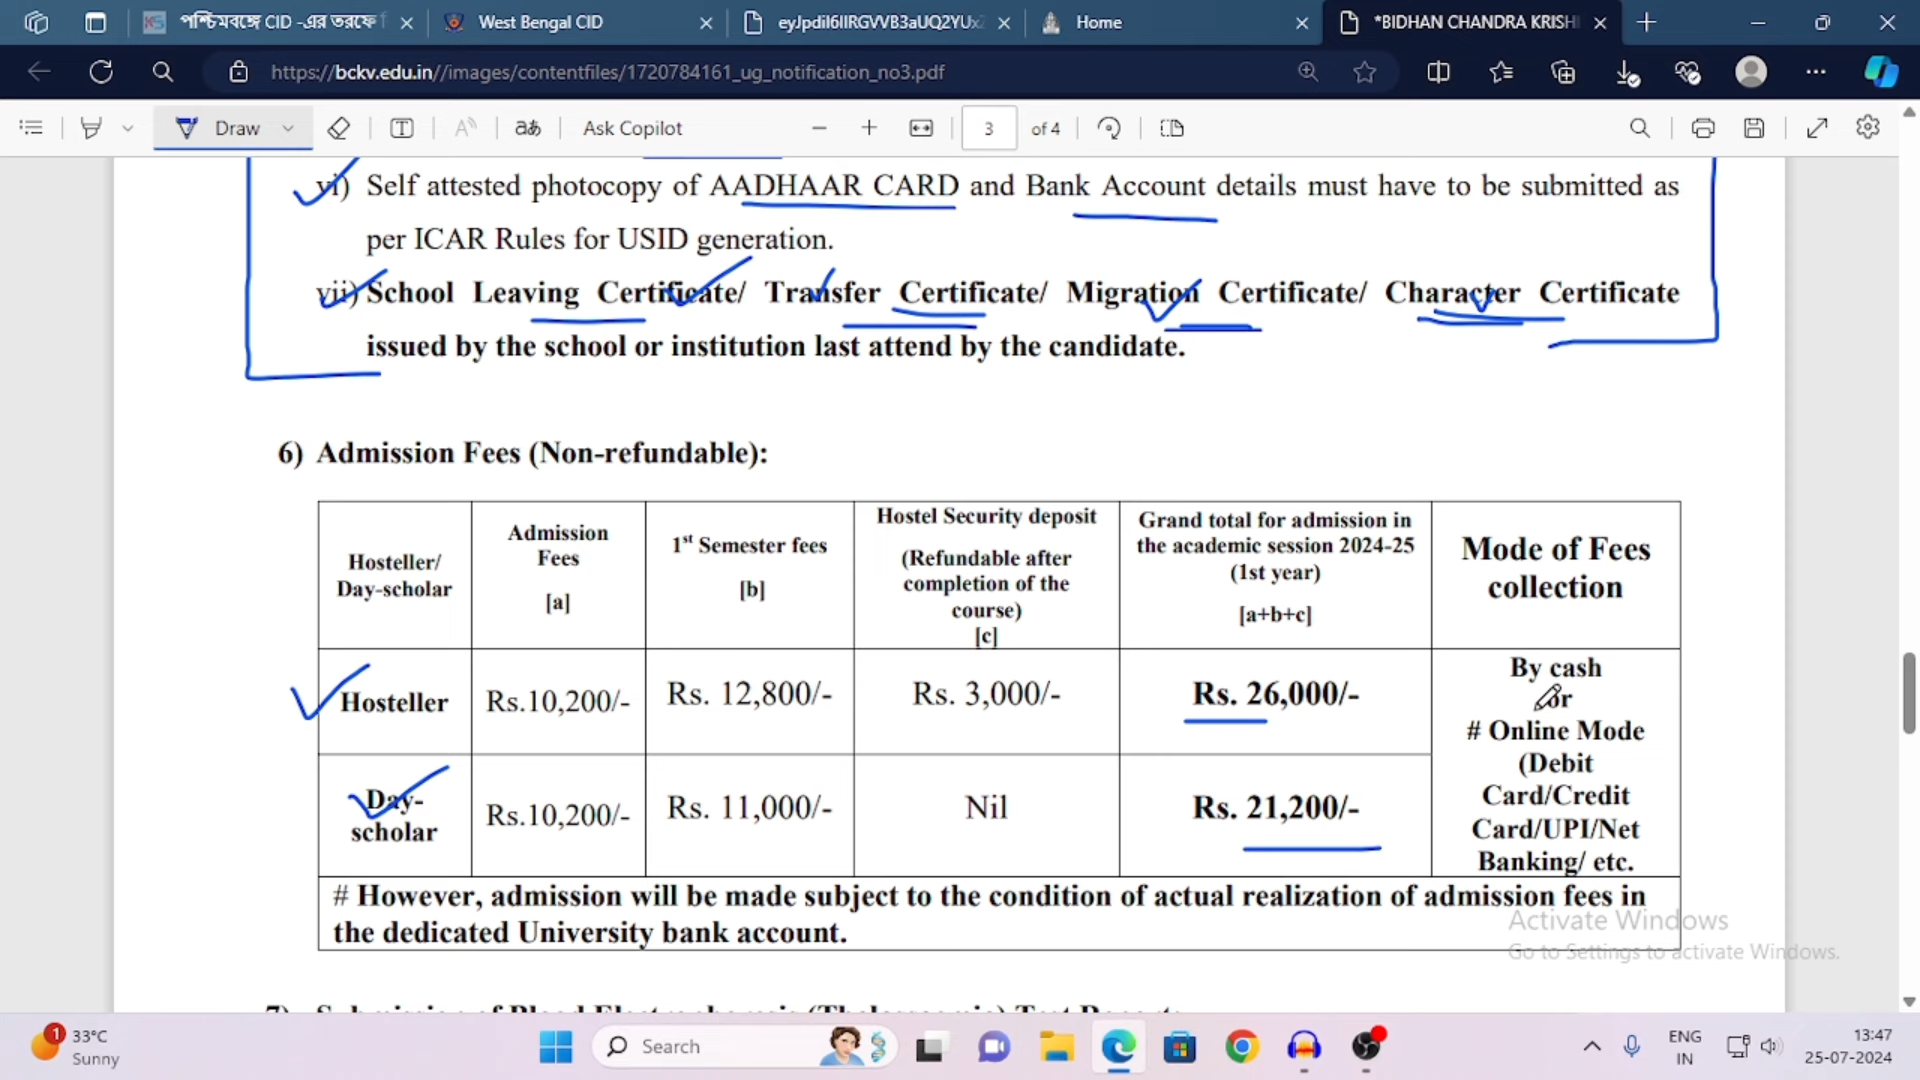 পশ্চিমবঙ্গে CID -এর তরফে
West Bengal CID
Home
*BIDHAN CHANDRA KRISHI
https://bckv.edu.in//images/contentfiles/1720784161_ug_notification_no3.pdf
Draw
Ask Copilot
3 of 4
vi) Self attested photocopy of AADHAAR CARD and Bank Account details must have to be submitted as
per ICAR Rules for USID generation.
vii) School Leaving Certificate/ Transfer Certificate/ Migration Certificate/ Character Certificate
issued by the school or institution last attend by the candidate.
6) Admission Fees (Non-refundable):
Hosteller/
Day-scholar
Admission
Fees
[a]
1st Semester fees
[b]
Hostel Security deposit
(Refundable after
completion of the
course)
[c]
Grand total for admission in
the academic session 2024-25
(1st year)
[a+b+c]
Mode of Fees
collection
Hosteller
Rs.10,200/-
Rs. 12,800/-
Rs. 3,000/-
Rs. 26,000/-
By cash
or
# Online Mode
(Debit
Card/Credit
Card/UPI/Net
Banking/ etc.
Day-
scholar
Rs.10,200/-
Rs. 11,000/-
Nil
Rs. 21,200/-
# However, admission will be made subject to the condition of actual realization of admission fees in
the dedicated University bank account.
Activate Windows
Go to Settings to activate Windows.
1
33°C
Sunny
Search
ENG
IN
13:47
25-07-2024